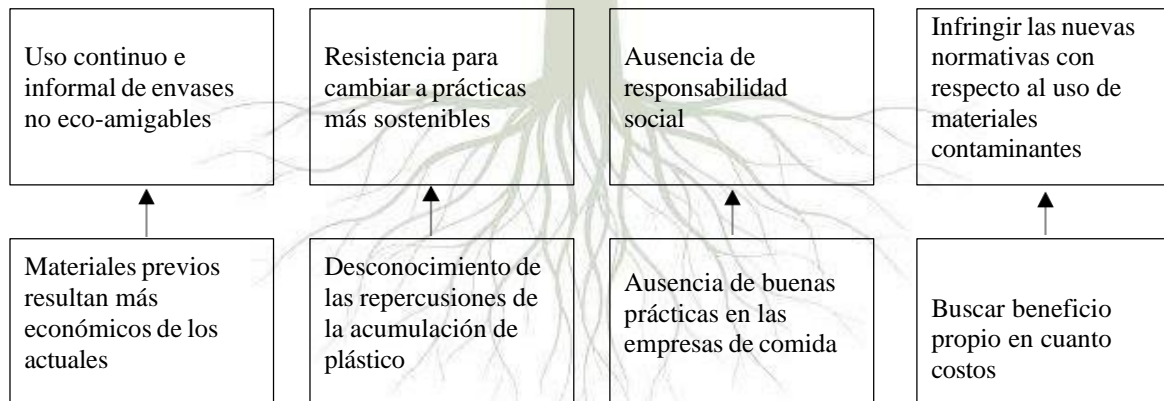 Uso continuo e
informal de envases
no eco-amigables
Resistencia para
cambiar a prácticas
más sostenibles
Ausencia de
responsabilidad
social
Infringir las nuevas
normativas con
respecto al uso de
materiales
contaminantes
Materiales previos
resultan más
económicos de los
actuales
Desconocimiento de
las repercusiones de
la acumulación de
plástico
Ausencia de buenas
prácticas en las
empresas de comida
Buscar beneficio
propio en cuanto
costos